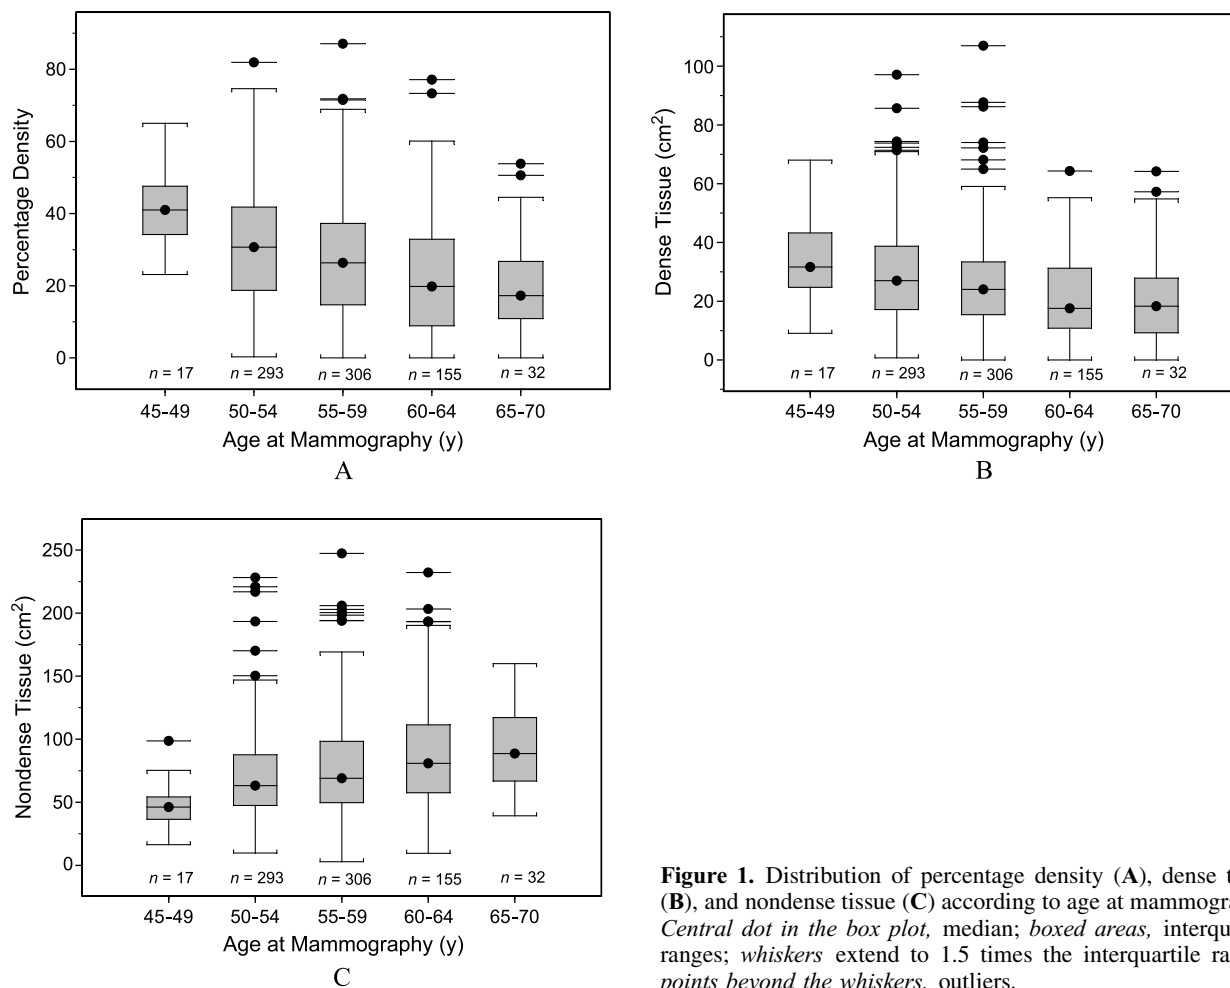 80
60
40
20
0
Percentage Density
n = 17 n = 293 n = 306 n = 155 n = 32
45-49 50-54 55-59 60-64 65-70
Age at Mammography (y)
A
100
80
60
40
20
0
Dense Tissue (cm²)
n = 17 n = 293 n = 306 n = 155 n = 32
45-49 50-54 55-59 60-64 65-70
Age at Mammography (y)
B
250
200
150
100
50
0
Nondense Tissue (cm²)
n = 17 n = 293 n = 306 n = 155 n = 32
45-49 50-54 55-59 60-64 65-70
Age at Mammography (y)
C
Figure 1. Distribution of percentage density (A), dense
(B), and nondense tissue (C) according to age at
Central dot in the box plot, median; boxed areas,
ranges; whiskers extend to 1.5 times the interquartile
points beyond the whiskers, outliers.